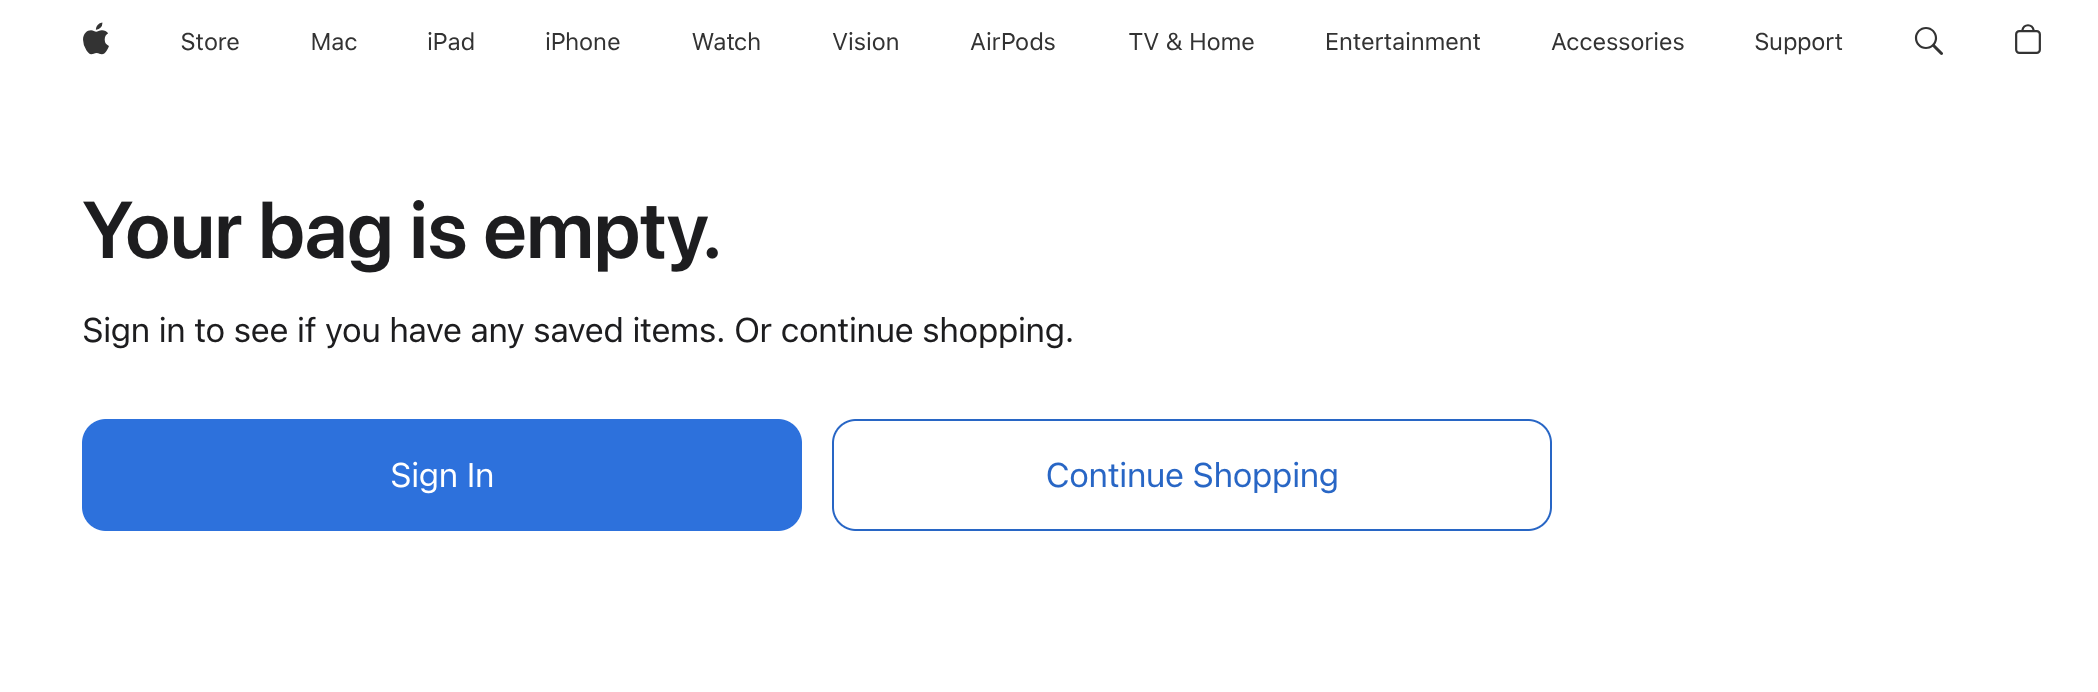 Store Mac iPad iPhone Watch Vision AirPods TV & Home Entertainment Accessories Support
Your bag is empty.
Sign in to see if you have any saved items. Or continue shopping.
Sign In Continue Shopping